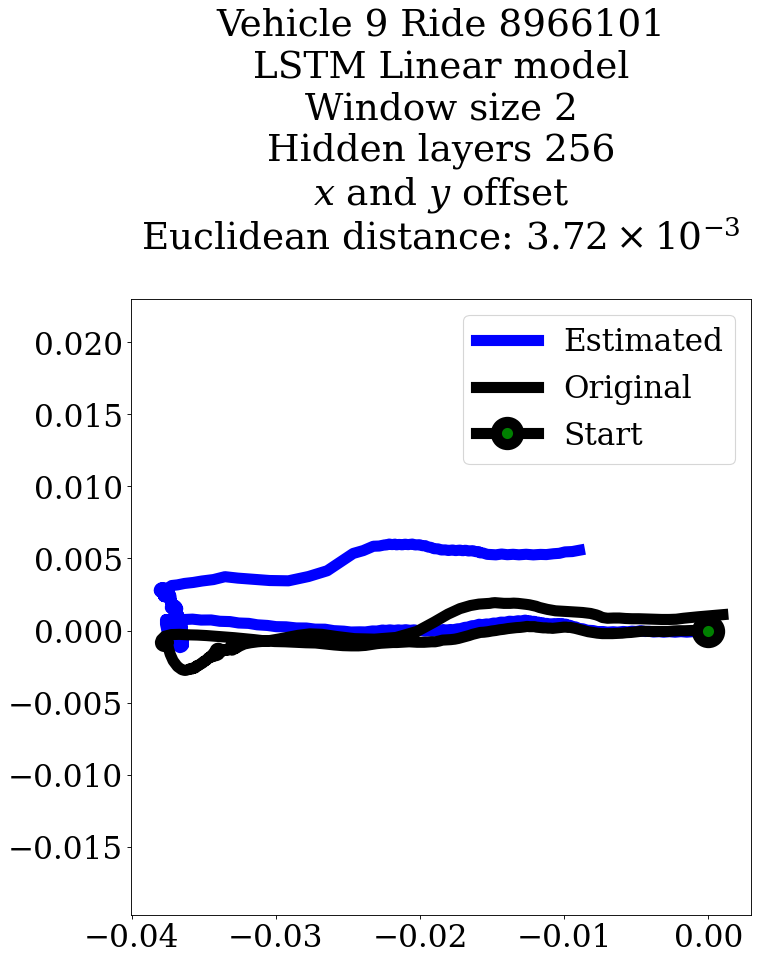 Vehicle 9 Ride 8966101
LSTM Linear model
Window size 2
Hidden layers 256
x and y offset
Euclidean distance: 3.72 × 10⁻³
Estimated
Original
Start
0.020
0.015
0.010
0.005
0.000
−0.005
−0.010
−0.015
−0.04 −0.03 −0.02 −0.01 0.00